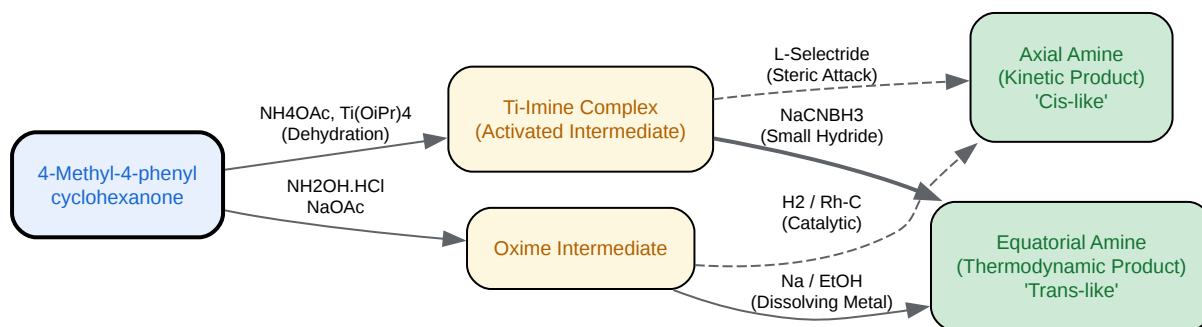 4-Methyl-4-phenyl
cyclohexanone
NH4OAc, Ti(OiPr)4
(Dehydration)
NH2OH.HCl
NaOAc
Ti-Imine Complex
(Activated Intermediate)
Oxime Intermediate
L-Selectride
(Steric Attack)
NaCNBH3
(Small Hydride)
H2 / Rh-C
(Catalytic)
Na / EtOH
(Dissolving Metal)
Axial Amine
(Kinetic Product)
'Cis-like'
Equatorial Amine
(Thermodynamic Product)
'Trans-like'